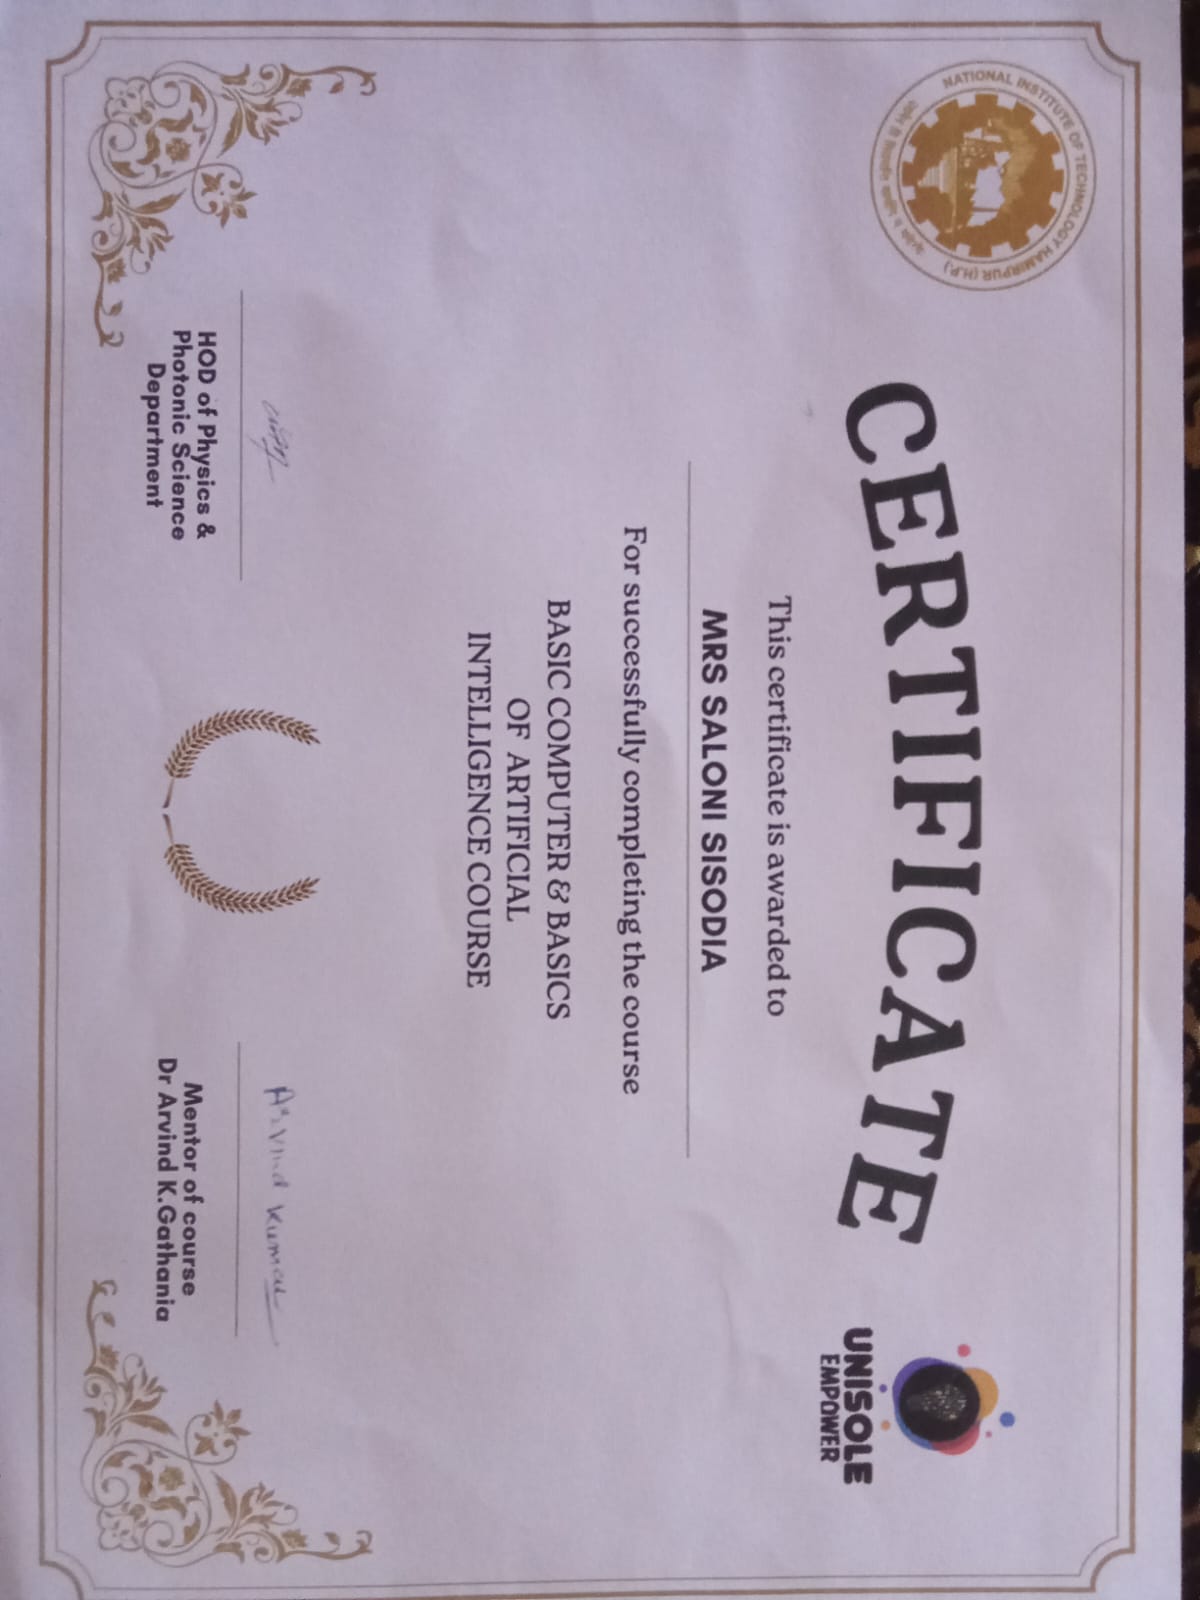 NATIONAL INSTITUTE OF TECHNOLOGY HAMIRPUR (H.P.)
UNISOLE
EMPOWER
CERTIFICATE
This certificate is awarded to
MRS SALONI SISODIA
For successfully completing the course
BASIC COMPUTER & BASICS
OF ARTIFICIAL
INTELLIGENCE COURSE
HOD of Physics &
Photonic Science
Department
Arvind Kumar
Mentor of course
Dr Arvind K.Gathania